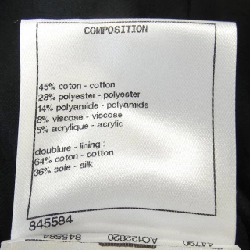 COMPOSITION
45% coton - cotton
28% polyester - polyester
14% polyamide - polyamide
8% viscose - viscose
5% acrylique - acrylic
doublure - lining :
64% coton - cotton
36% soie - silk
845584